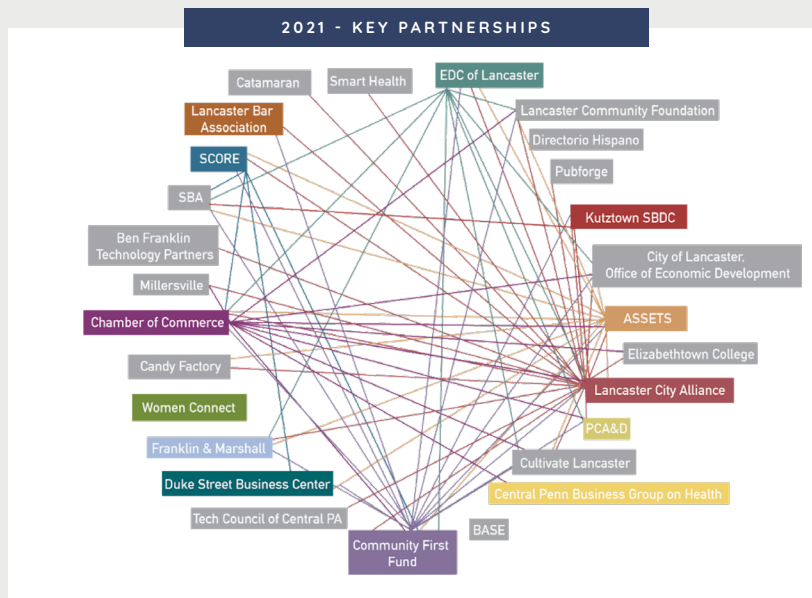 2021 - KEY PARTNERSHIPS
EDC of Lancaster
Smart Health
Catamaran
Lancaster Community Foundation
Lancaster Bar
Association
Directorio Hispano
SCORE
Pubforge
SBA
Kutztown SBDC
Ben Franklin
Technology Partners
City of Lancaster,
Office of Economic Development
Millersville
Chamber of Commerce
ASSETS
Elizabethtown College
Candy Factory
Lancaster City Alliance
Women Connect
PCA&D
Franklin & Marshall
Cultivate Lancaster
Duke Street Business Center
Central Penn Business Group on Health
Tech Council of Central PA
BASE
Community First
Fund